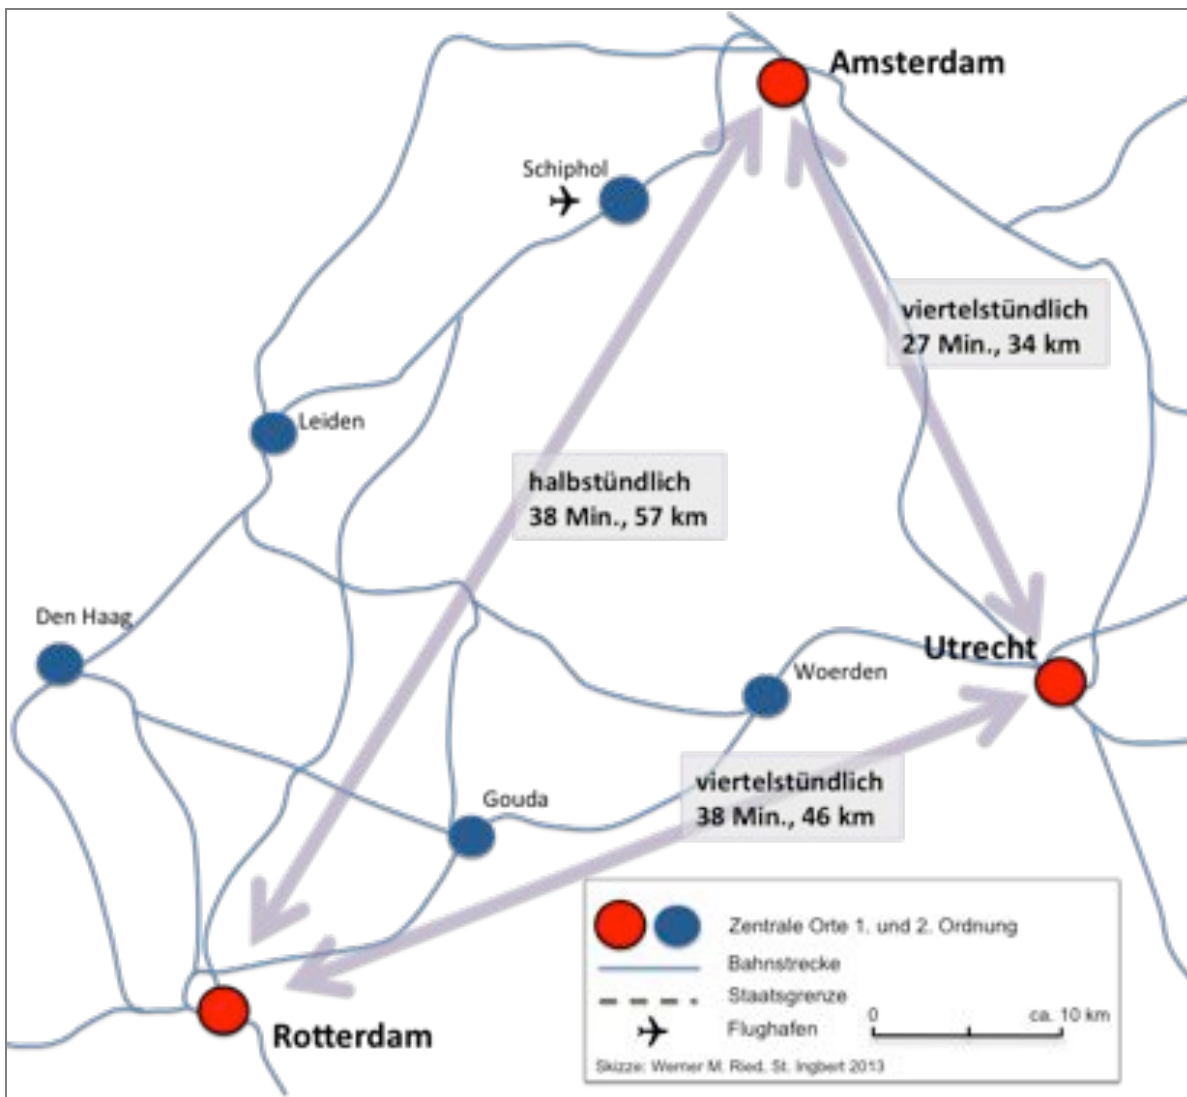 Amsterdam
Schiphol
viertelstündlich
27 Min., 34 km
Leiden
halbstündlich
38 Min., 57 km
Den Haag
Utrecht
Woerden
viertelstündlich
38 Min., 46 km
Gouda
Zentrale Orte 1. und 2. Ordnung
Bahnstrecke
Staatsgrenze
Flughafen
0 ca. 10 km
Skizze: Werner M. Ried, St. Ingbert 2013
Rotterdam